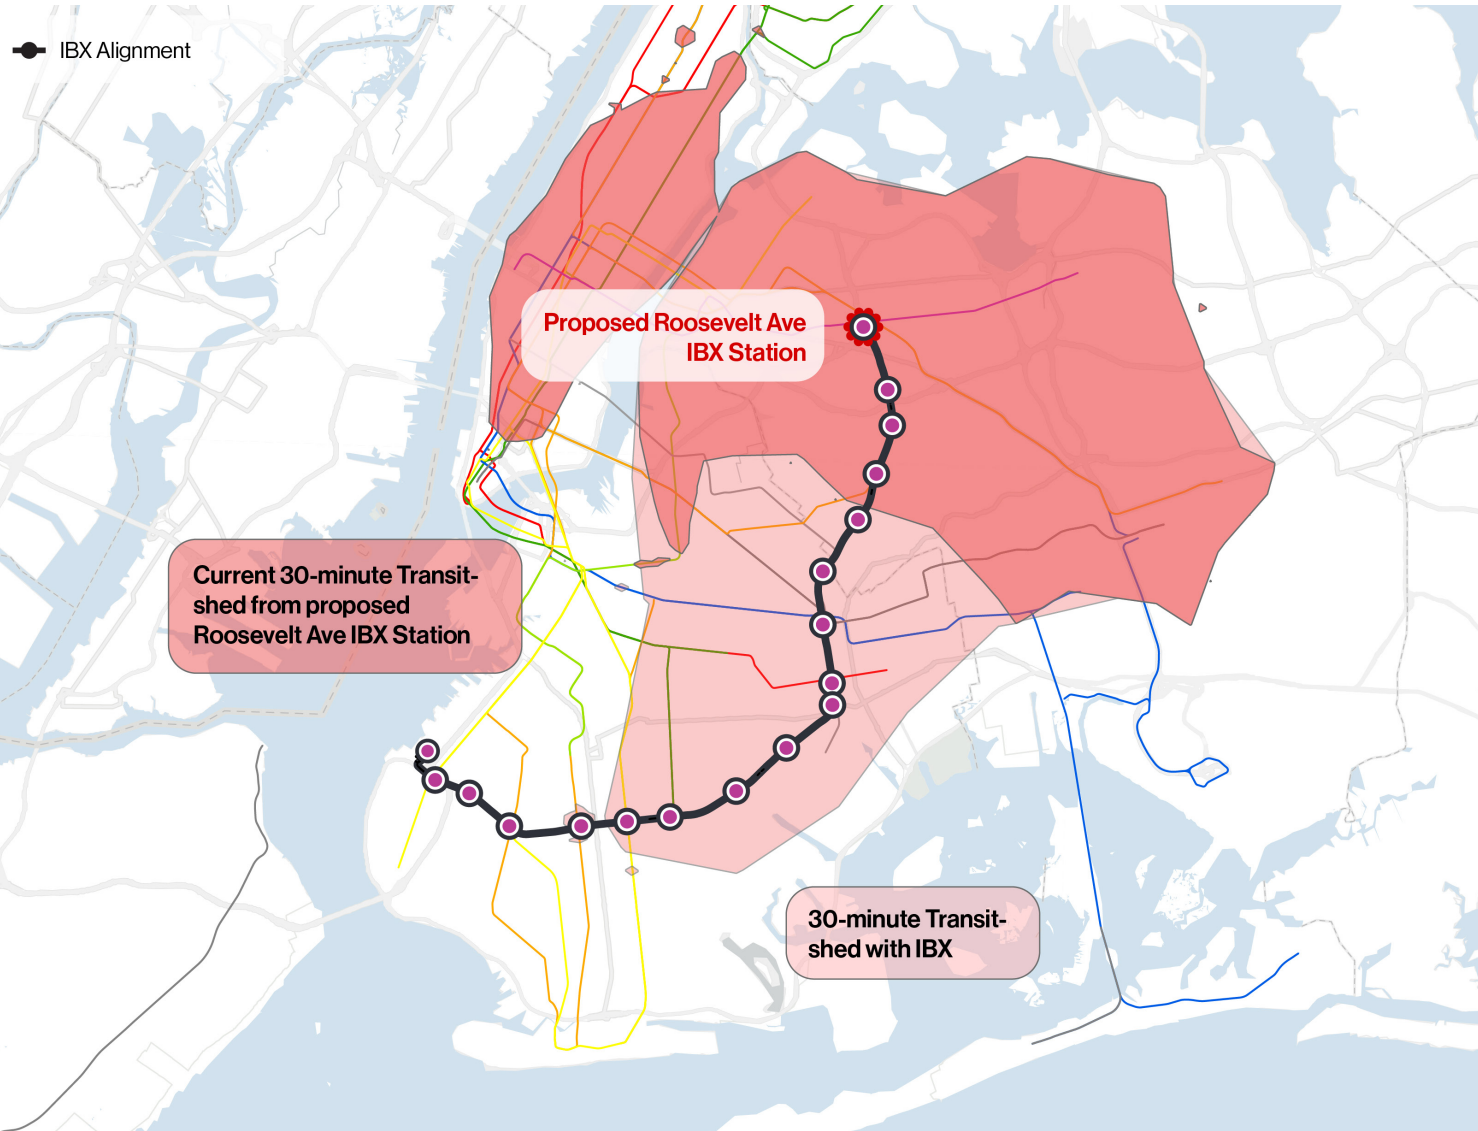 IBX Alignment
Proposed Roosevelt Ave
IBX Station
Current 30-minute Transit-
shed from proposed
Roosevelt Ave IBX Station
30-minute Transit-
shed with IBX